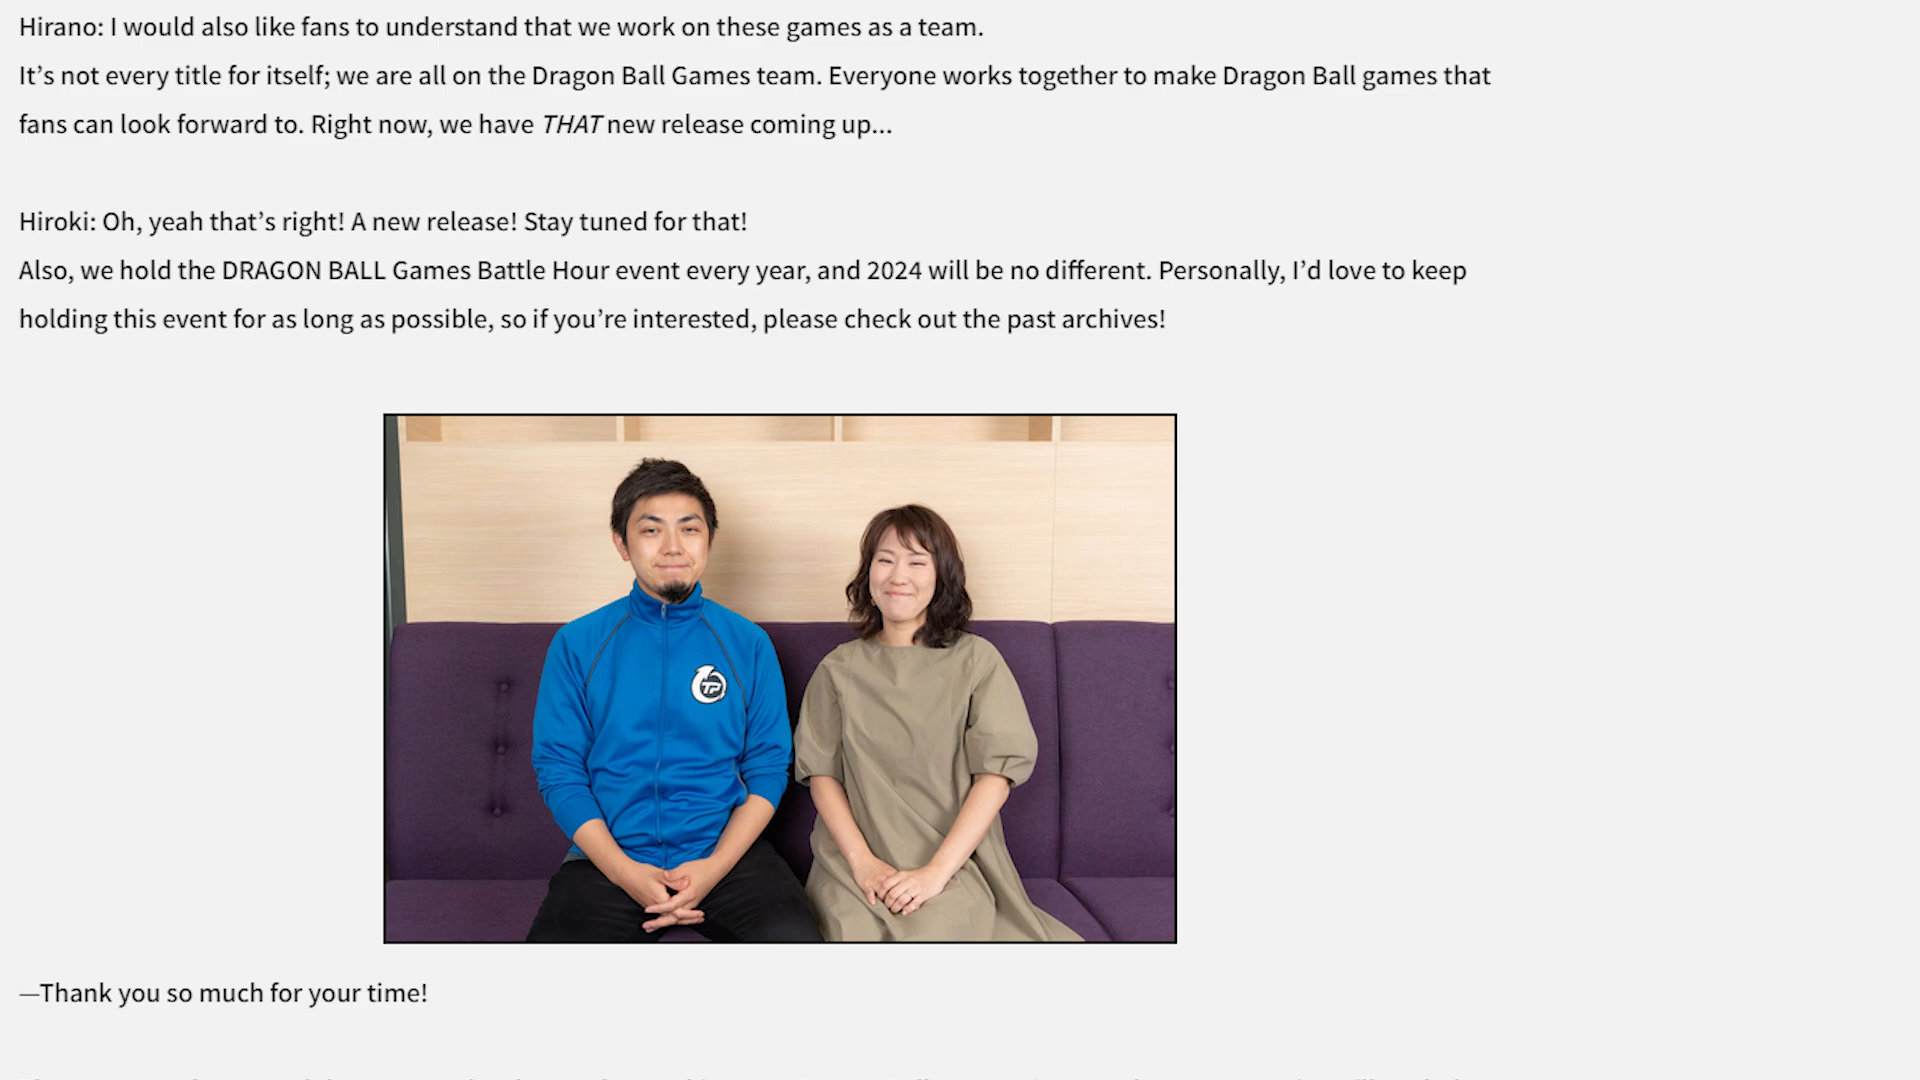 Hirano: I would also like fans to understand that we work on these games as a team.
It’s not every title for itself; we are all on the Dragon Ball Games team. Everyone works together to make Dragon Ball games that
fans can look forward to. Right now, we have THAT new release coming up...
Hiroki: Oh, yeah that’s right! A new release! Stay tuned for that!
Also, we hold the DRAGON BALL Games Battle Hour event every year, and 2024 will be no different. Personally, I’d love to keep
holding this event for as long as possible, so if you’re interested, please check out the past archives!
TP
—Thank you so much for your time!